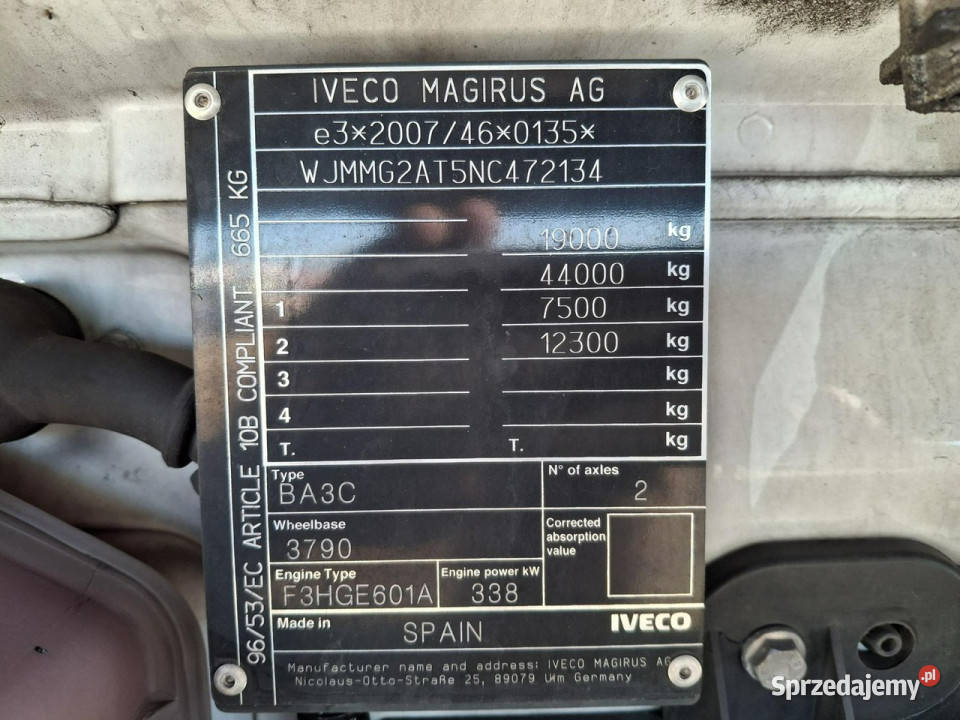 IVECO MAGIRUS AG
e3*2007/46*0135*
WJMMG2AT5NC472134
19000 kg
44000 kg
1 7500 kg
2 12300 kg
3 kg
4 kg
T. T. kg
96/53/EC ARTICLE 10B COMPLIANT 665 KG
Type N° of axles
BA3C 2
Wheelbase Corrected absorption value
3790
Engine Type Engine power kW
F3HGE601A 338
Made in SPAIN IVECO
Manufacturer name and address: IVECO MAGIRUS AG
Nicolaus-Otto-Straße 25, 89079 Ulm Germany
Sprzedajemy.pl